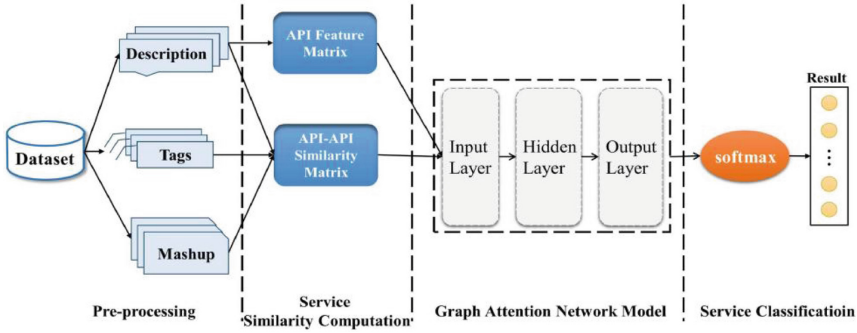 Description
API Feature
Matrix
Result
Dataset
Tags
API-API
Similarity
Matrix
Input
Layer
Hidden
Layer
Output
Layer
softmax
...
Mashup
Pre-processing
Service
Similarity Computation
Graph Attention Network Model
Service Classificatioin